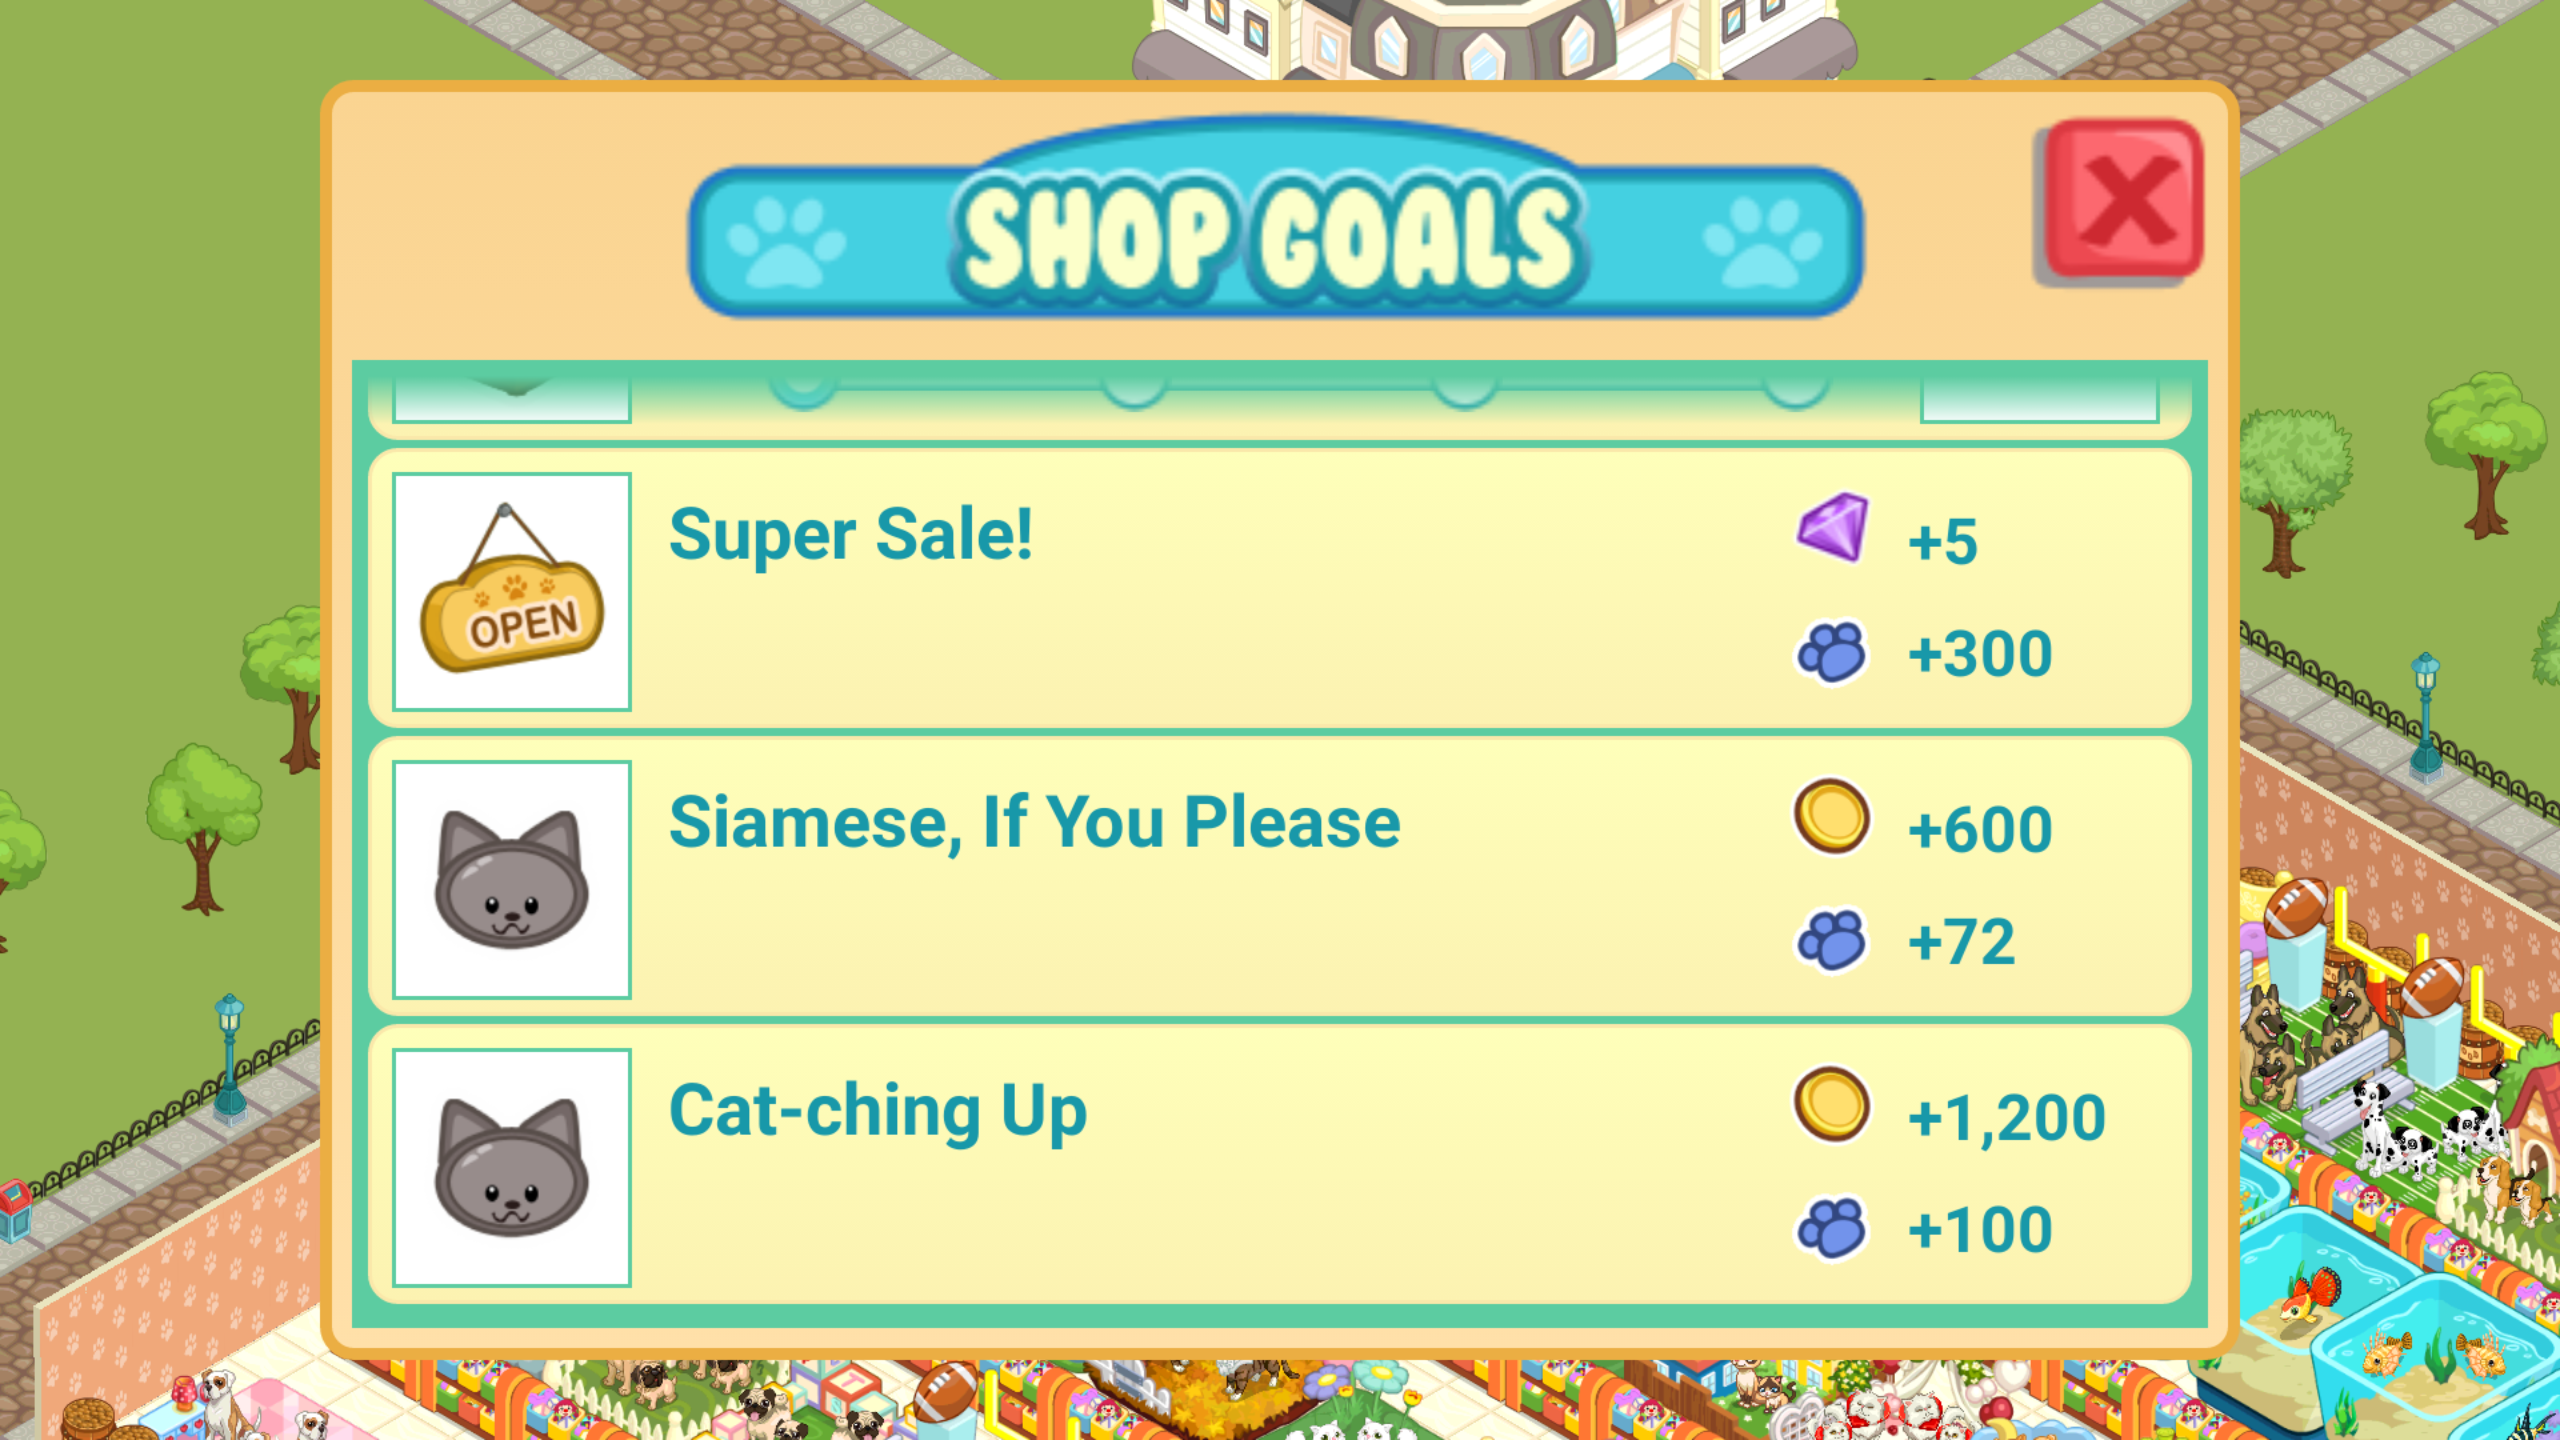 SHOP GOALS
OPEN
Super Sale!
+5
+300
Siamese, If You Please
+600
+72
Cat-ching Up
+1,200
+100